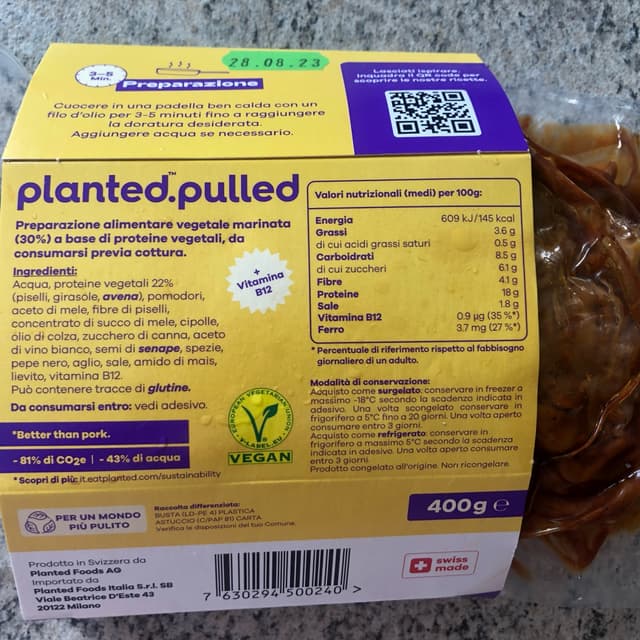 28.08.23
3-5
Min.
Preparazione
Cuocere in una padella ben calda con un
filo d'olio per 3-5 minuti fino a raggiungere
la doratura desiderata.
Aggiungere acqua se necessario.
Lasciati ispirare.
Inquadra il QR code per
scoprire le nostre ricette.
planted.pulled™
Preparazione alimentare vegetale marinata
(30%) a base di proteine vegetali, da
consumarsi previa cottura.
Ingredienti:
Acqua, proteine vegetali 22%
(piselli, girasole, avena), pomodori,
aceto di mele, fibre di piselli,
concentrato di succo di mele, cipolle,
olio di colza, zucchero di canna, aceto
di vino bianco, semi di senape, spezie,
pepe nero, aglio, sale, amido di mais,
lievito, vitamina B12.
Può contenere tracce di glutine.
Da consumarsi entro: vedi adesivo.
+
Vitamina
B12
*Better than pork.
- 81% di CO2e | - 43% di acqua
* Scopri di più: it.eatplanted.com/sustainability
EUROPEAN VEGETARIAN UNION
V-LABEL.EU
VEGAN
Valori nutrizionali (medi) per 100g:
Energia 609 kJ/145 kcal
Grassi 3.6 g
di cui acidi grassi saturi 0.5 g
Carboidrati 8.5 g
di cui zuccheri 6.1 g
Fibre 4.1 g
Proteine 18 g
Sale 1.8 g
Vitamina B12 0.9 µg (35 %*)
Ferro 3.7 mg (27 %*)
* Percentuale di riferimento rispetto al fabbisogno
giornaliero di un adulto.
Modalità di conservazione:
Acquisto come surgelato: conservare in freezer a
massimo -18°C secondo la scadenza indicata in
adesivo. Una volta scongelato conservare in
frigorifero a 5°C fino a 20 giorni. Una volta aperto
consumare entro 3 giorni.
Acquisto come refrigerato: conservare in
frigorifero a massimo 5°C secondo la scadenza
indicata in adesivo. Una volta aperto consumare
entro 3 giorni.
Prodotto congelato all'origine. Non ricongelare.
PER UN MONDO
PIÙ PULITO
Raccolta differenziata:
BUSTA (LD-PE 4) PLASTICA
ASTUCCIO (C/PAP 81) CARTA
Verifica le disposizioni del tuo Comune.
400g e
Prodotto in Svizzera da
Planted Foods AG
Importato da
Planted Foods Italia S.r.l. SB
Viale Beatrice D'Este 43
20122 Milano
7 630294 500240 >
swiss
made